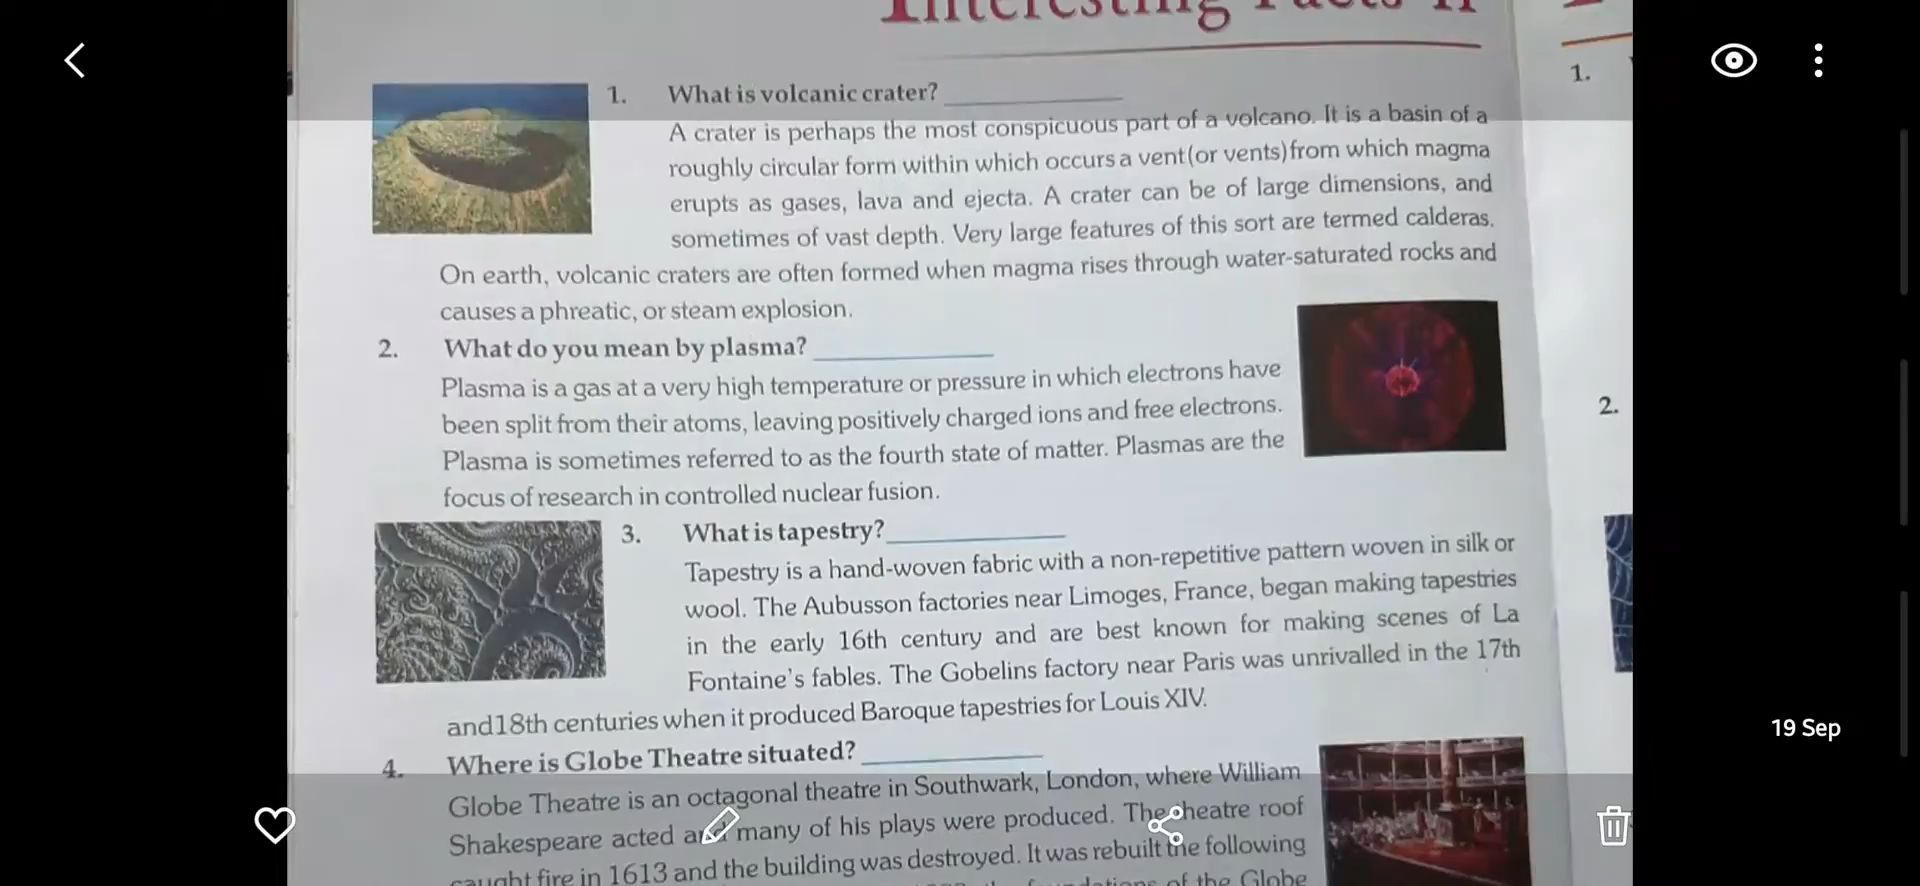 Interesting Facts II
1. What is volcanic crater?
A crater is perhaps the most conspicuous part of a volcano. It is a basin of a
roughly circular form within which occurs a vent(or vents)from which magma
erupts as gases, lava and ejecta. A crater can be of large dimensions, and
sometimes of vast depth. Very large features of this sort are termed calderas.
On earth, volcanic craters are often formed when magma rises through water-saturated rocks and
causes a phreatic, or steam explosion.
2. What do you mean by plasma?
Plasma is a gas at a very high temperature or pressure in which electrons have
been split from their atoms, leaving positively charged ions and free electrons.
Plasma is sometimes referred to as the fourth state of matter. Plasmas are the
focus of research in controlled nuclear fusion.
3. What is tapestry?
Tapestry is a hand-woven fabric with a non-repetitive pattern woven in silk or
wool. The Aubusson factories near Limoges, France, began making tapestries
in the early 16th century and are best known for making scenes of La
Fontaine's fables. The Gobelins factory near Paris was unrivalled in the 17th
and18th centuries when it produced Baroque tapestries for Louis XIV.
4. Where is Globe Theatre situated?
Globe Theatre is an octagonal theatre in Southwark, London, where William
Shakespeare acted and many of his plays were produced. The theatre roof
caught fire in 1613 and the building was destroyed. It was rebuilt the following
of the Globe
1.
2.
19 Sep